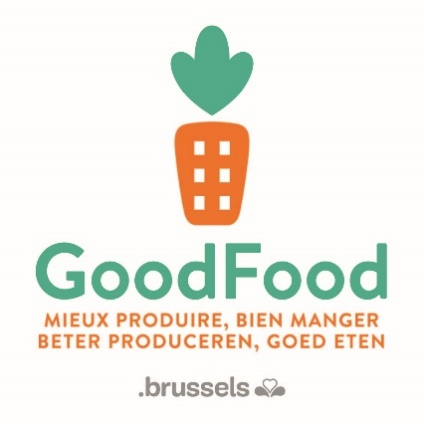 GoodFood
MIEUX PRODUIRE, BIEN MANGER
BETER PRODUCEREN, GOED ETEN
.brussels